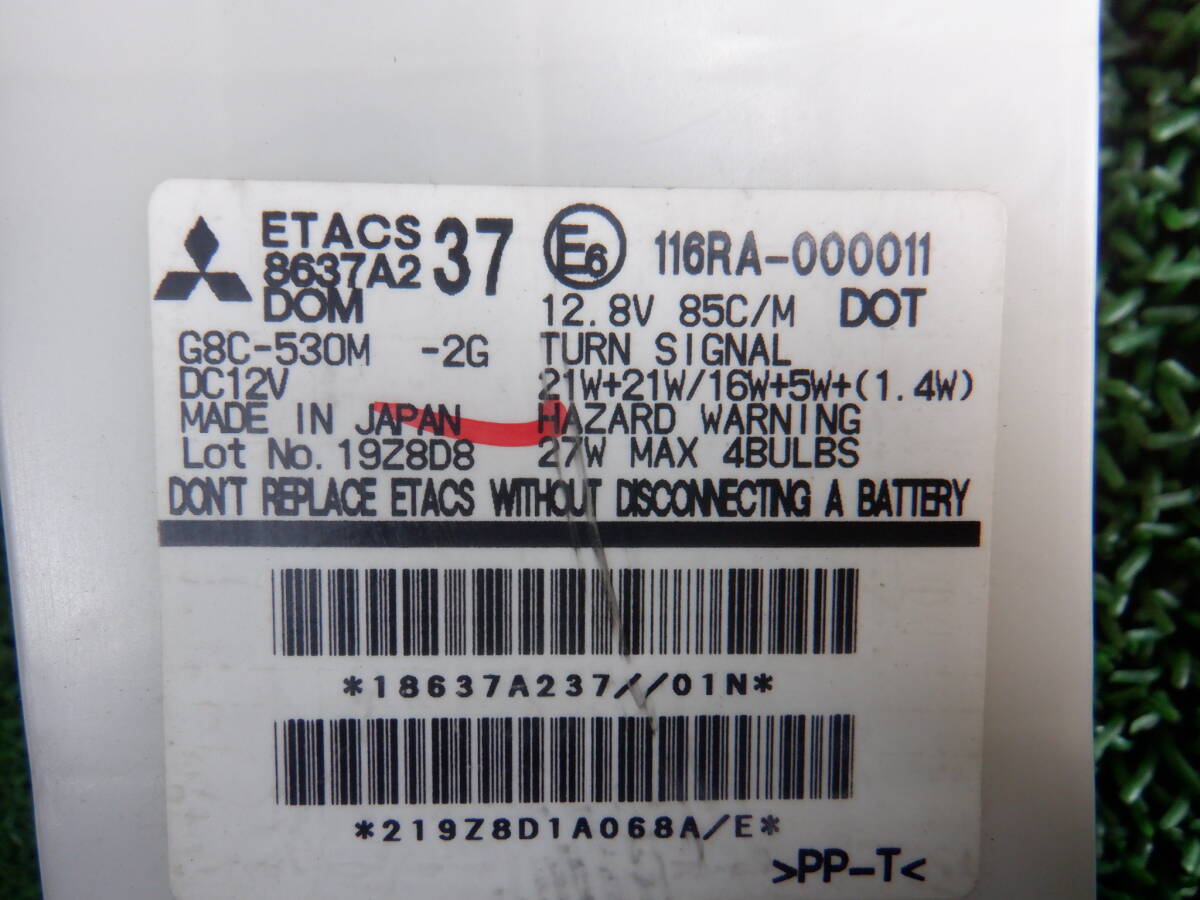 ETACS
8637A2 37
DOM
E6 116RA-000011
12.8V 85C/M DOT
G8C-530M -2G
TURN SIGNAL
DC12V
21W+21W/16W+5W+(1.4W)
MADE IN JAPAN
HAZARD WARNING
Lot No. 19Z8D8
27W MAX 4BULBS
DON'T REPLACE ETACS WITHOUT DISCONNECTING A BATTERY
*18637A237//01N*
*219Z8D1A068A/E*
>PP-T<